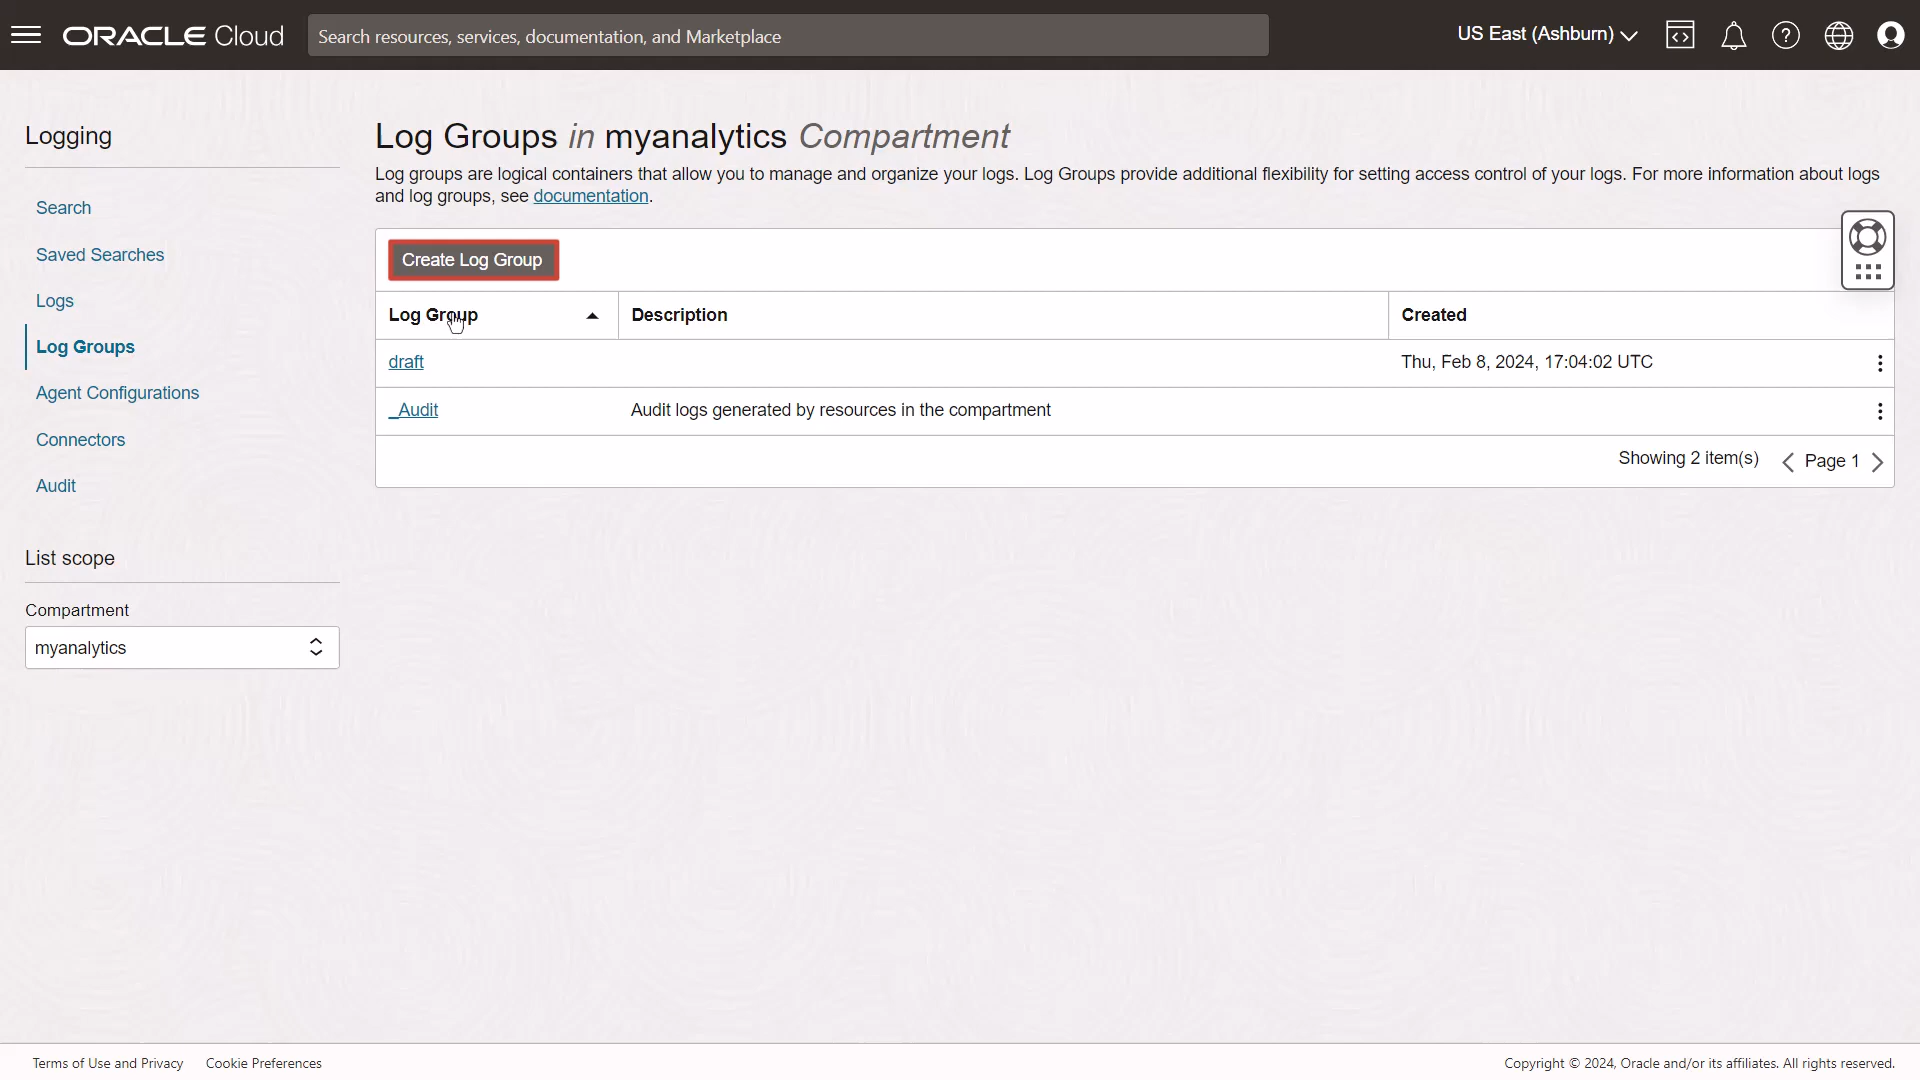 ORACLE Cloud
Search resources, services, documentation, and Marketplace
US East (Ashburn)
Logging
Search
Saved Searches
Logs
Log Groups
Agent Configurations
Connectors
Audit
List scope
Compartment
myanalytics
Log Groups in myanalytics Compartment
Log groups are logical containers that allow you to manage and organize your logs. Log Groups provide additional flexibility for setting access control of your logs. For more information about logs
and log groups, see documentation.
Create Log Group
Log Group Description Created
draft Thu, Feb 8, 2024, 17:04:02 UTC
_Audit Audit logs generated by resources in the compartment
Showing 2 item(s) Page 1
Terms of Use and Privacy Cookie Preferences
Copyright © 2024, Oracle and/or its affiliates. All rights reserved.